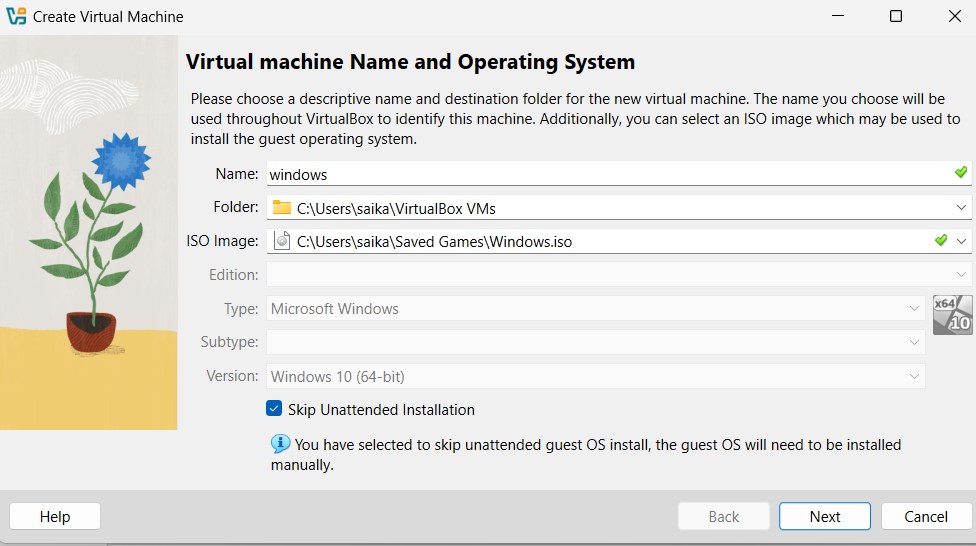 Create Virtual Machine
Virtual machine Name and Operating System
Please choose a descriptive name and destination folder for the new virtual machine. The name you choose will be
used throughout VirtualBox to identify this machine. Additionally, you can select an ISO image which may be used to
install the guest operating system.
Name: windows
Folder: C:\Users\saika\VirtualBox VMs
ISO Image: C:\Users\saika\Saved Games\Windows.iso
Edition:
Type: Microsoft Windows
x64
10
Subtype:
Version: Windows 10 (64-bit)
Skip Unattended Installation
You have selected to skip unattended guest OS install, the guest OS will need to be installed
manually.
Help Back Next Cancel